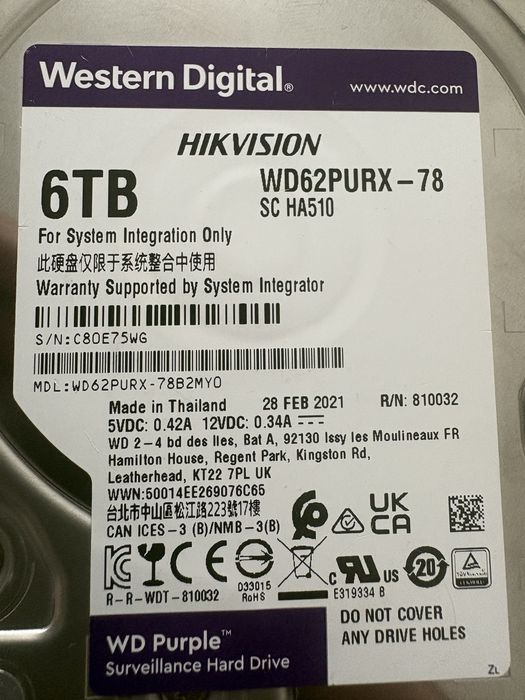 Western Digital®
www.wdc.com
HIKVISION
6TB
WD62PURX-78
SC HA510
For System Integration Only
此硬盘仅限于系统整合中使用
Warranty Supported by System Integrator
S/N:C80E75WG
MDL:WD62PURX-78B2MY0
Made in Thailand 28 FEB 2021 R/N: 810032
5VDC: 0.42A 12VDC: 0.34A
WD 2-4 bd des Iles, Bat A, 92130 Issy les Moulineaux FR
Hamilton House, Regent Park, Kingston Rd,
Leatherhead, KT22 7PL UK
WWN:50014EE269076C65
台北市中山區松江路223號17樓
CAN ICES-3 (B)/NMB-3(B)
UK
CA
CE
D33015
RoHS
c RU US
E319334 B
20
R-R-WDT-810032
DO NOT COVER
ANY DRIVE HOLES
WD Purple™
Surveillance Hard Drive
ZL